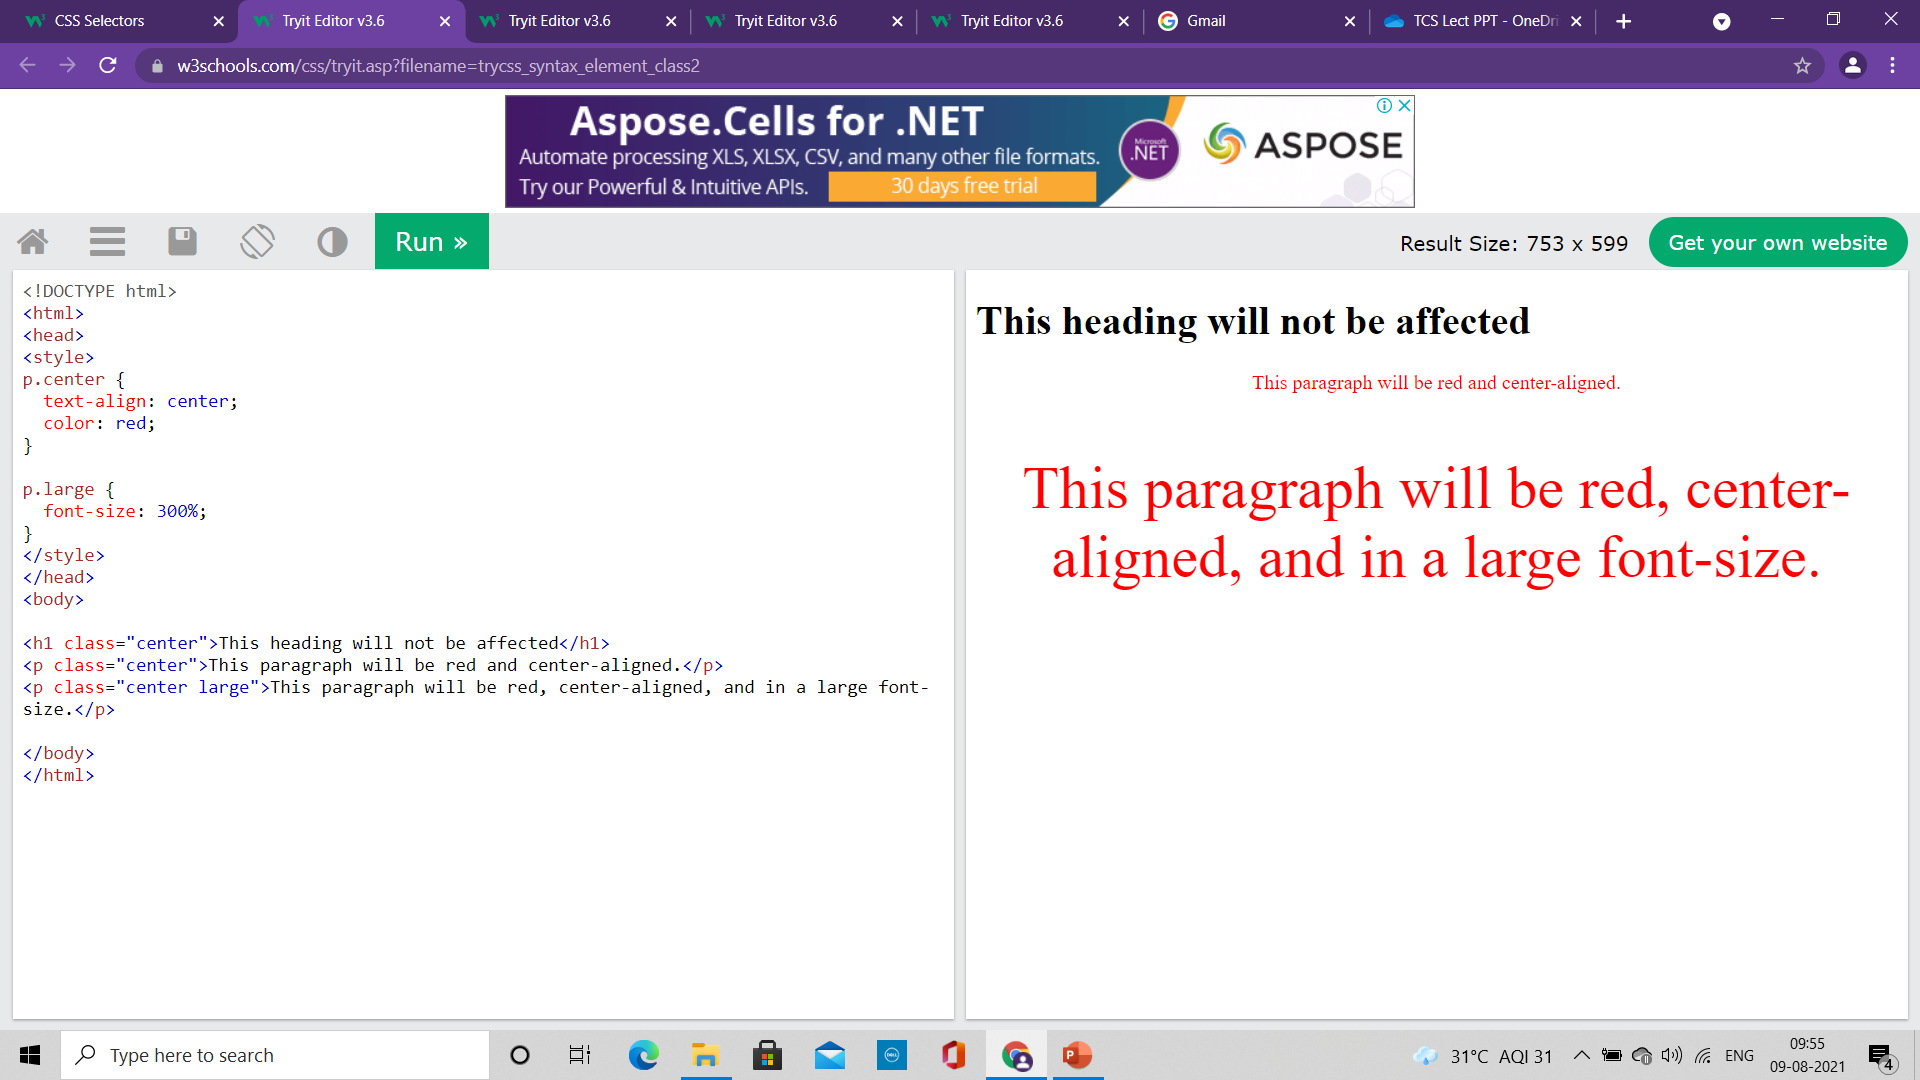 CSS Selectors
Tryit Editor v3.6
Tryit Editor v3.6
Tryit Editor v3.6
Tryit Editor v3.6
Gmail
TCS Lect PPT - OneDri
w3schools.com/css/tryit.asp?filename=trycss_syntax_element_class2
Aspose.Cells for .NET
Automate processing XLS, XLSX, CSV, and many other file formats.
Try our Powerful & Intuitive APIs.
30 days free trial
Microsoft
.NET
ASPOSE
Run »
Result Size: 753 x 599
Get your own website
<!DOCTYPE html>
<html>
<head>
<style>
p.center {
  text-align: center;
  color: red;
}
p.large {
  font-size: 300%;
}
</style>
</head>
<body>
<h1 class="center">This heading will not be affected</h1>
<p class="center">This paragraph will be red and center-aligned.</p>
<p class="center large">This paragraph will be red, center-aligned, and in a large font-
size.</p>
</body>
</html>
This heading will not be affected
This paragraph will be red and center-aligned.
This paragraph will be red, center-
aligned, and in a large font-size.
Type here to search
DELL
P
31°C AQI 31
ENG
09:55
09-08-2021
4